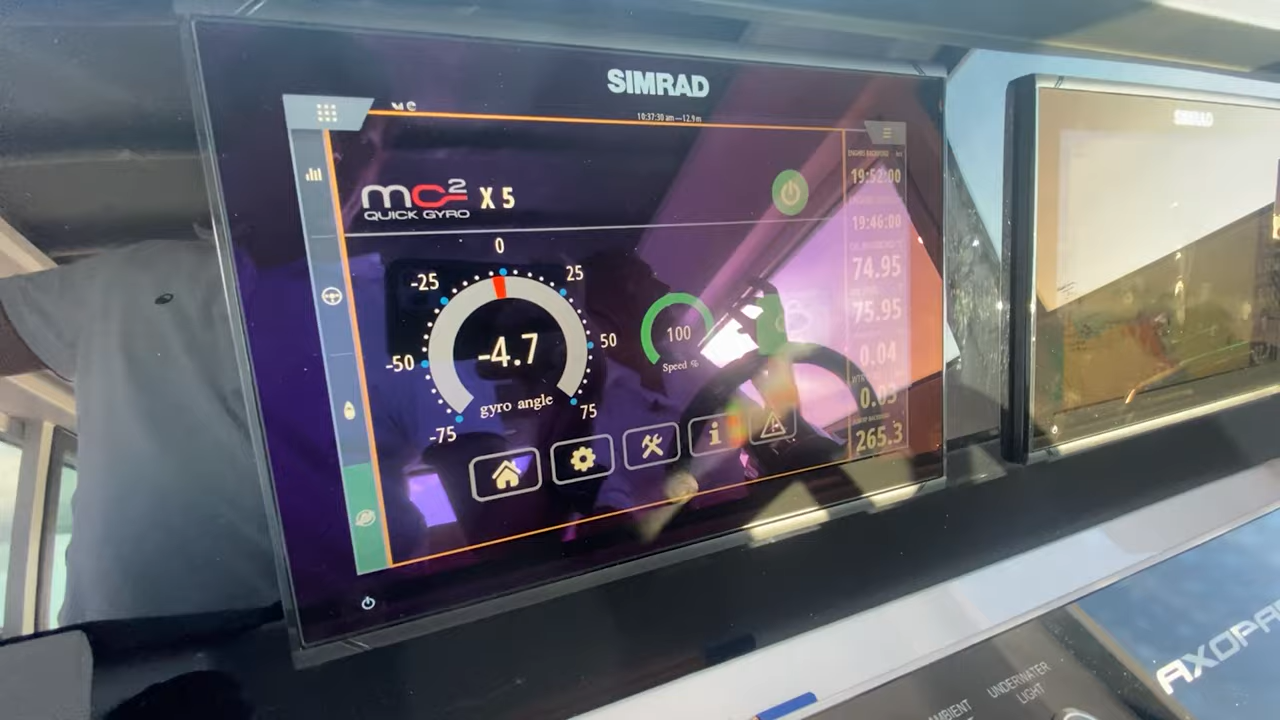 SIMRAD
10:37:30 am — 12.9 m
mc² X 5
QUICK GYRO
0
-25
25
-50
50
-75
75
-4.7
gyro angle
100
Speed %
19:52:00
19:46:00
74.95
75.95
0.04
0.03
265.3
SIMRAD
AMBIENT
UNDERWATER
LIGHT